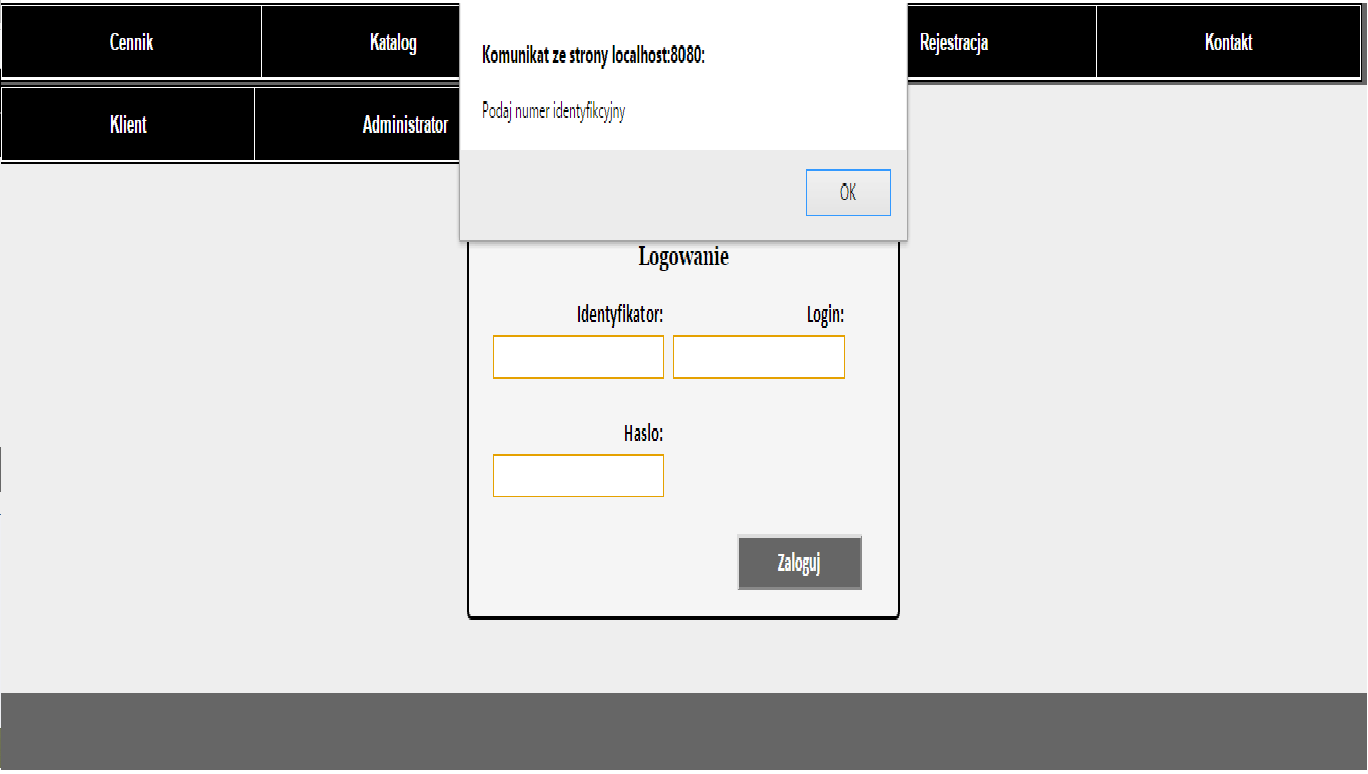 Cennik Katalog Rejestracja Kontakt
Komunikat ze strony localhost:8080:
Podaj numer identyfikcyjny
Klient Administrator
OK
Logowanie
Identyfikator: Login:
Haslo:
Zaloguj